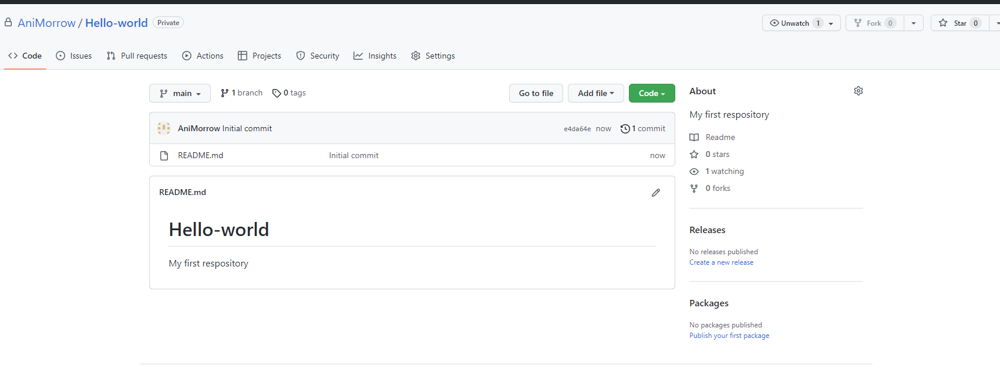 AniMorrow / Hello-world Private
Unwatch 1 Fork 0 Star 0
Code Issues Pull requests Actions Projects Security Insights Settings
main 1 branch 0 tags Go to file Add file Code
AniMorrow Initial commit e4da64e now 1 commit
README.md Initial commit now
README.md
Hello-world
My first respository
About
My first respository
Readme
0 stars
1 watching
0 forks
Releases
No releases published
Create a new release
Packages
No packages published
Publish your first package